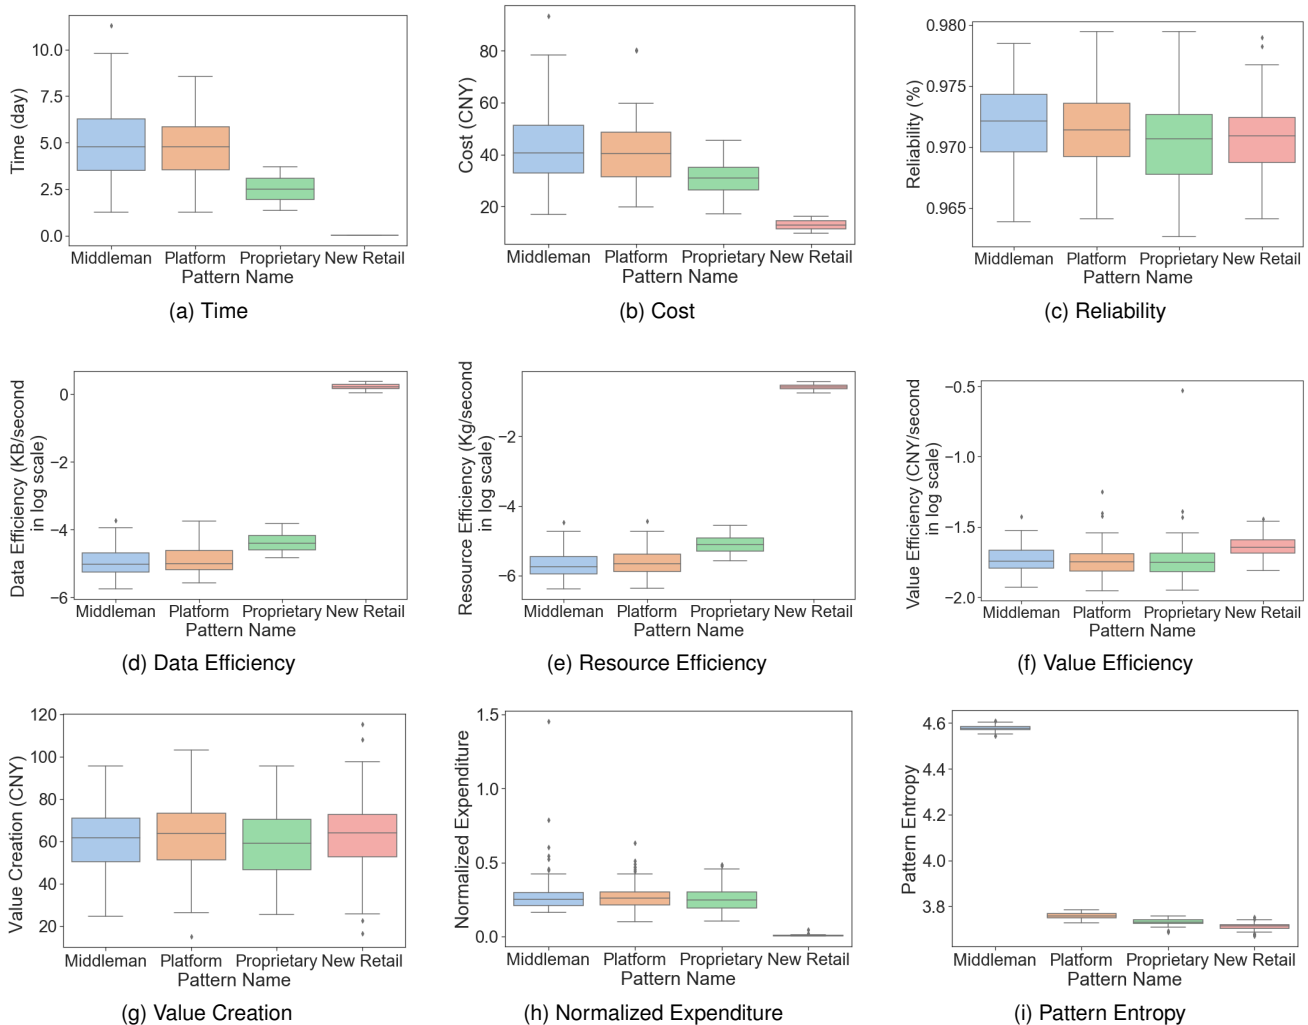 Time (day)
10.0
7.5
5.0
2.5
0.0
Middleman Platform Proprietary New Retail
Pattern Name
(a) Time
Cost (CNY)
80
60
40
20
Middleman Platform Proprietary New Retail
Pattern Name
(b) Cost
Reliability (%)
0.980
0.975
0.970
0.965
Middleman Platform Proprietary New Retail
Pattern Name
(c) Reliability
Data Efficiency (KB/second
in log scale)
0
−2
−4
−6
Middleman Platform Proprietary New Retail
Pattern Name
(d) Data Efficiency
Resource Efficiency (Kg/second
in log scale)
−2
−4
−6
Middleman Platform Proprietary New Retail
Pattern Name
(e) Resource Efficiency
Value Efficiency (CNY/second
in log scale)
−0.5
−1.0
−1.5
−2.0
Middleman Platform Proprietary New Retail
Pattern Name
(f) Value Efficiency
Value Creation (CNY)
120
100
80
60
40
20
Middleman Platform Proprietary New Retail
Pattern Name
(g) Value Creation
Normalized Expenditure
1.5
1.0
0.5
0.0
Middleman Platform Proprietary New Retail
Pattern Name
(h) Normalized Expenditure
Pattern Entropy
4.6
4.4
4.2
4.0
3.8
Middleman Platform Proprietary New Retail
Pattern Name
(i) Pattern Entropy